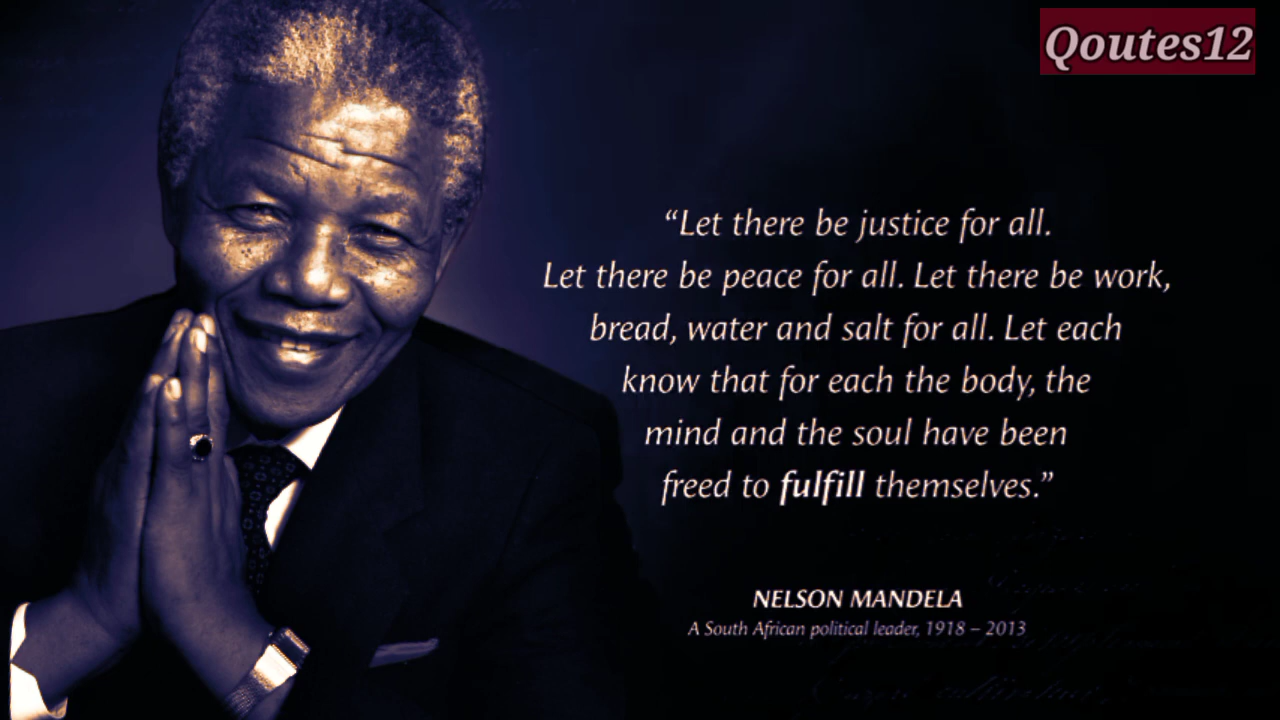 Qoutes12
“Let there be justice for all.
Let there be peace for all. Let there be work,
bread, water and salt for all. Let each
know that for each the body, the
mind and the soul have been
freed to fulfill themselves.”
NELSON MANDELA
A South African political leader, 1918 – 2013